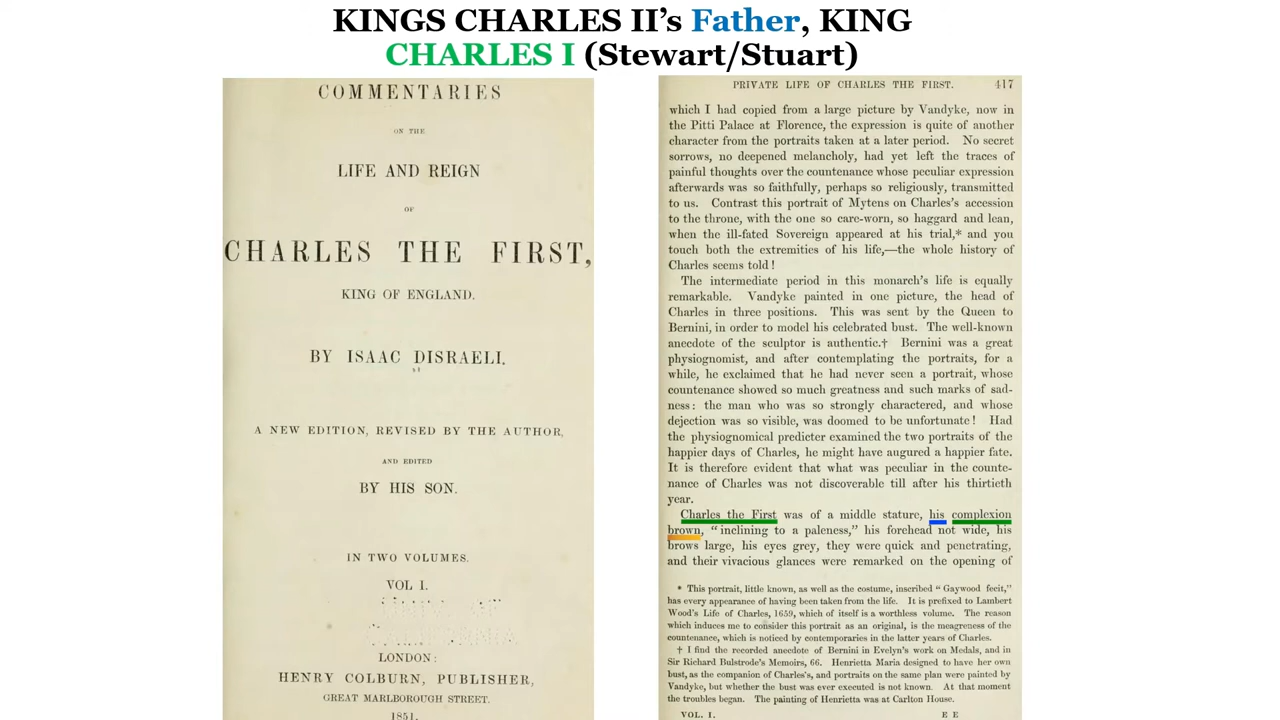 KINGS CHARLES II’s Father, KING
CHARLES I (Stewart/Stuart)
COMMENTARIES
ON THE
LIFE AND REIGN
OF
CHARLES THE FIRST,
KING OF ENGLAND.
BY ISAAC DISRAELI.
A NEW EDITION, REVISED BY THE AUTHOR,
AND EDITED
BY HIS SON.
IN TWO VOLUMES.
VOL I.
LONDON:
HENRY COLBURN, PUBLISHER,
GREAT MARLBOROUGH STREET.
1851.
PRIVATE LIFE OF CHARLES THE FIRST. 417
which I had copied from a large picture by Vandyke, now in
the Pitti Palace at Florence, the expression is quite of another
character from the portraits taken at a later period. No secret
sorrows, no deepened melancholy, had yet left the traces of
painful thoughts over the countenance whose peculiar expression
afterwards was so faithfully, perhaps so religiously, transmitted
to us. Contrast this portrait of Mytens on Charles’s accession
to the throne, with the one so care-worn, so haggard and lean,
when the ill-fated Sovereign appeared at his trial,* and you
touch both the extremities of his life,—the whole history of
Charles seems told!
The intermediate period in this monarch’s life is equally
remarkable. Vandyke painted in one picture, the head of
Charles in three positions. This was sent by the Queen to
Bernini, in order to model his celebrated bust. The well-known
anecdote of the sculptor is authentic.† Bernini was a great
physiognomist, and after contemplating the portraits, for a
while, he exclaimed that he had never seen a portrait, whose
countenance showed so much greatness and such marks of sad-
ness: the man who was so strongly charactered, and whose
dejection was so visible, was doomed to be unfortunate! Had
the physiognomical predicter examined the two portraits of the
happier days of Charles, he might have augured a happier fate.
It is therefore evident that what was peculiar in the counte-
nance of Charles was not discoverable till after his thirtieth
year.
Charles the First was of a middle stature, his complexion
brown, “inclining to a paleness,” his forehead not wide, his
brows large, his eyes grey, they were quick and penetrating,
and their vivacious glances were remarked on the opening of
* This portrait, little known, as well as the costume, inscribed “Gaywood fecit,”
has every appearance of having been taken from the life. It is prefixed to Lambert
Wood’s Life of Charles, 1659, which of itself is a worthless volume. The reason
which induces me to consider this portrait as an original, is the meagreness of the
countenance, which is noticed by contemporaries in the latter years of Charles.
† I find the recorded anecdote of Bernini in Evelyn’s work on Medals, and in
Sir Richard Bulstrode’s Memoirs, 66. Henrietta Maria designed to have her own
bust, as the companion of Charles’s, and portraits on the same plan were painted by
Vandyke, but whether the bust was ever executed is not known. At that moment
the troubles began. The painting of Henrietta was at Carlton House.
VOL. I. E E